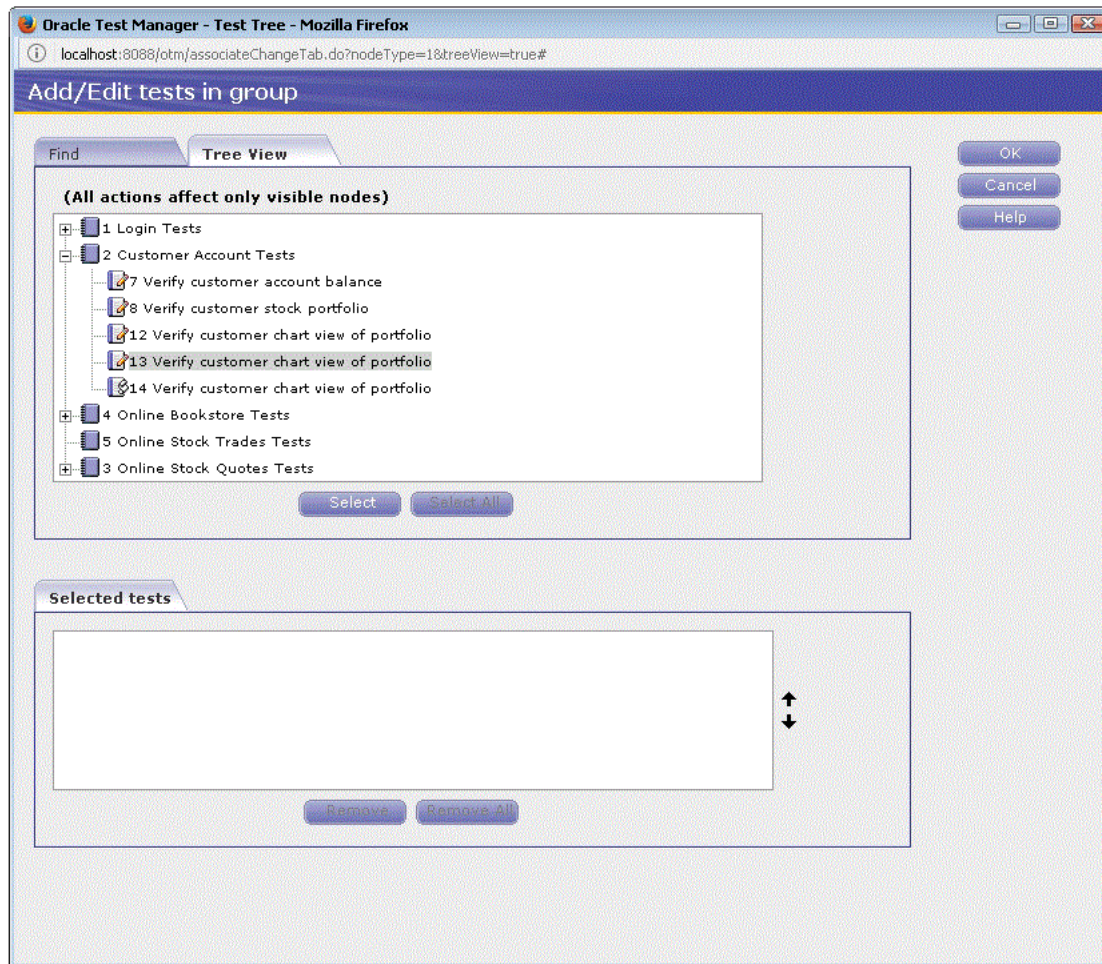 Oracle Test Manager - Test Tree - Mozilla Firefox
localhost:8088/otm/associateChangeTab.do?nodeType=1&treeView=true#
Add/Edit tests in group
Find
Tree View
OK
Cancel
Help
(All actions affect only visible nodes)
1 Login Tests
2 Customer Account Tests
7 Verify customer account balance
8 Verify customer stock portfolio
12 Verify customer chart view of portfolio
13 Verify customer chart view of portfolio
14 Verify customer chart view of portfolio
4 Online Bookstore Tests
5 Online Stock Trades Tests
3 Online Stock Quotes Tests
Select
Select All
Selected tests
Remove
Remove All